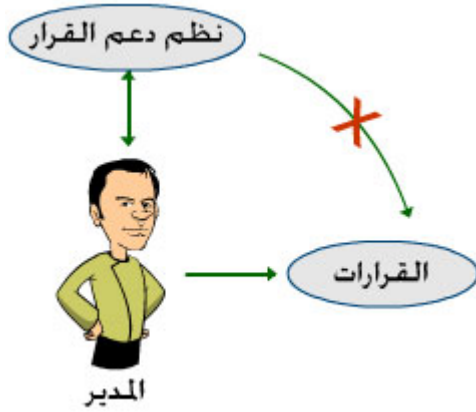 نظم دعم القرار
القرارات
المدير